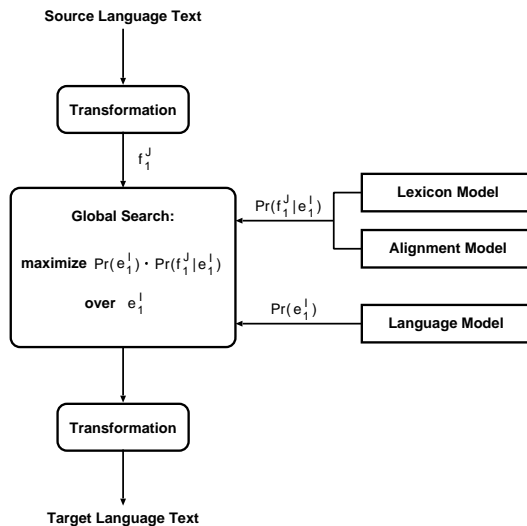 Source Language Text
Transformation
f_1^J
Global Search:
maximize Pr(e_1^I) · Pr(f_1^J|e_1^I)
over e_1^I
Pr(f_1^J|e_1^I)
Lexicon Model
Alignment Model
Pr(e_1^I)
Language Model
Transformation
Target Language Text